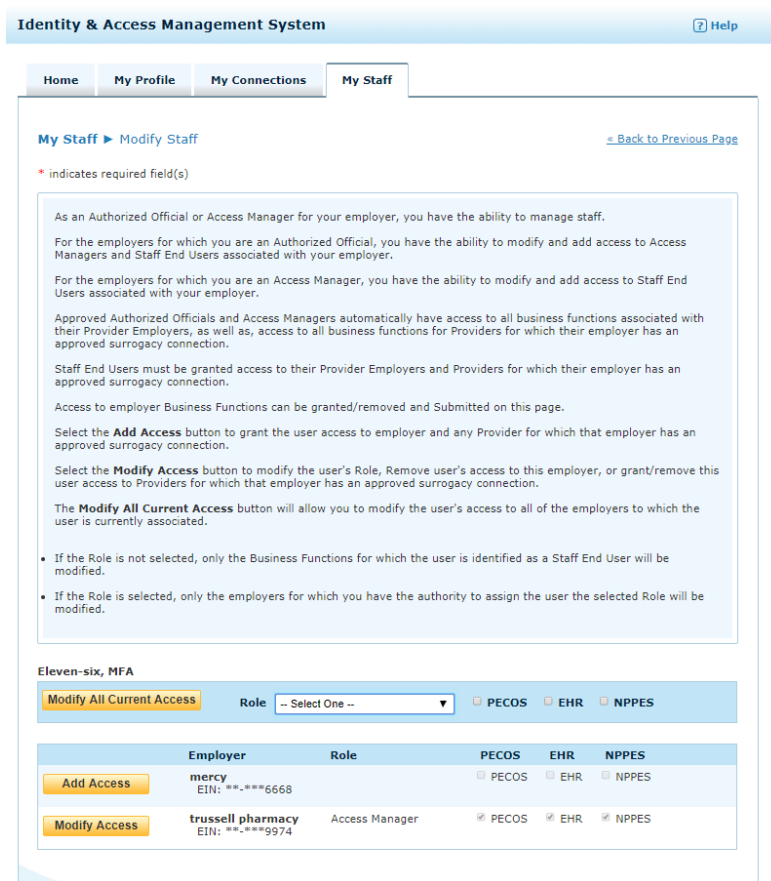 Identity & Access Management System
? Help
Home My Profile My Connections My Staff
My Staff ► Modify Staff
« Back to Previous Page
* indicates required field(s)
As an Authorized Official or Access Manager for your employer, you have the ability to manage staff.
For the employers for which you are an Authorized Official, you have the ability to modify and add access to Access
Managers and Staff End Users associated with your employer.
For the employers for which you are an Access Manager, you have the ability to modify and add access to Staff End
Users associated with your employer.
Approved Authorized Officials and Access Managers automatically have access to all business functions associated with
their Provider Employers, as well as, access to all business functions for Providers for which their employer has an
approved surrogacy connection.
Staff End Users must be granted access to their Provider Employers and Providers for which their employer has an
approved surrogacy connection.
Access to employer Business Functions can be granted/removed and Submitted on this page.
Select the Add Access button to grant the user access to employer and any Provider for which that employer has an
approved surrogacy connection.
Select the Modify Access button to modify the user's Role, Remove user's access to this employer, or grant/remove this
user access to Providers for which that employer has an approved surrogacy connection.
The Modify All Current Access button will allow you to modify the user's access to all of the employers to which the
user is currently associated.
• If the Role is not selected, only the Business Functions for which the user is identified as a Staff End User will be
modified.
• If the Role is selected, only the employers for which you have the authority to assign the user the selected Role will be
modified.
Eleven-six, MFA
Modify All Current Access Role -- Select One -- ▼ PECOS EHR NPPES
Employer Role PECOS EHR NPPES
Add Access mercy PECOS EHR NPPES
EIN: **-***6668
Modify Access trussell pharmacy Access Manager PECOS EHR NPPES
EIN: **-***9974